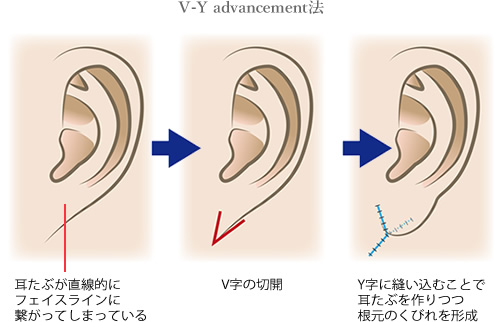 V-Y advancement法
耳たぶが直線的に
フェイスラインに
繋がってしまっている
V字の切開
Y字に縫い込むことで
耳たぶを作りつつ
根元のくびれを形成